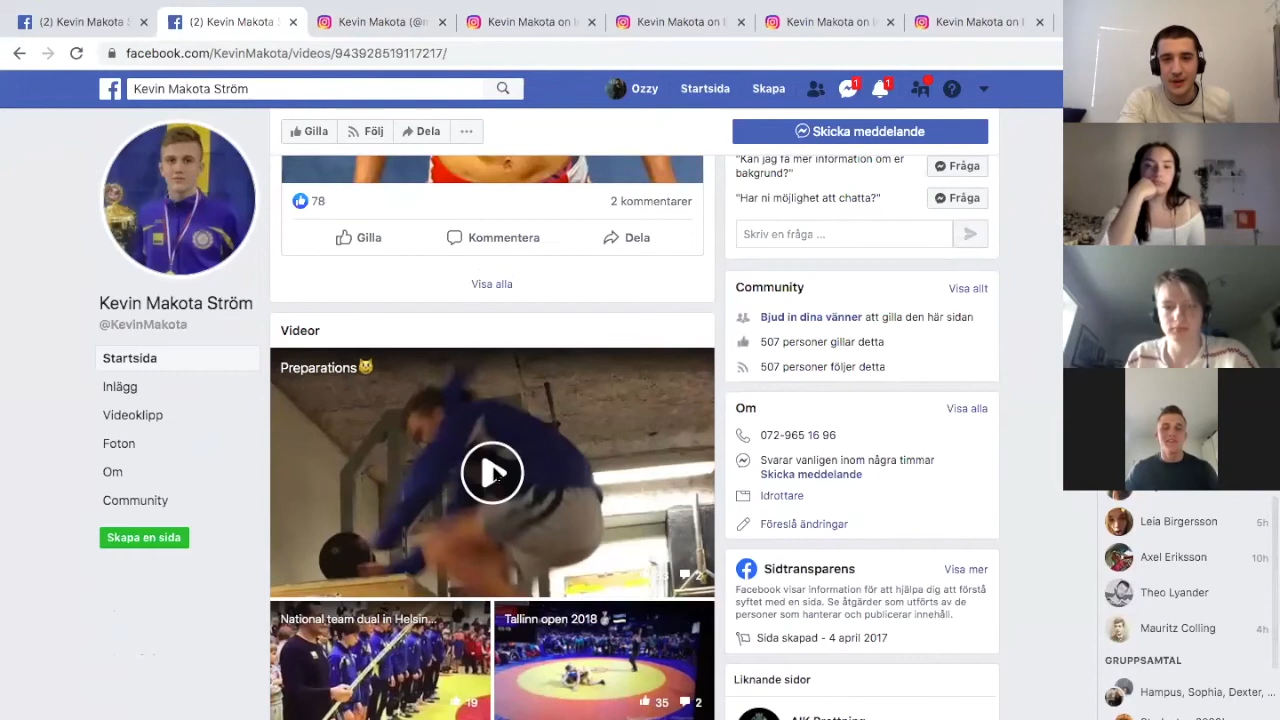 (2) Kevin Makota S
(2) Kevin Makota S
Kevin Makota (@m
Kevin Makota on I
Kevin Makota on I
Kevin Makota on I
Kevin Makota on I
facebook.com/KevinMakota/videos/943928519117217/
Kevin Makota Ström
Ozzy
Startsida
Skapa
1
1
Gilla
Följ
Dela
Skicka meddelande
"Kan jag få mer information om er
bakgrund?"
Fråga
"Har ni möjlighet att chatta?"
Fråga
Skriv en fråga ...
78
2 kommentarer
Gilla
Kommentera
Dela
Visa alla
Kevin Makota Ström
@KevinMakota
Startsida
Inlägg
Videoklipp
Foton
Om
Community
Skapa en sida
Videor
Preparations
2
National team dual in Helsin...
19
Tallinn open 2018
35
2
Community
Visa allt
Bjud in dina vänner att gilla den här sidan
507 personer gillar detta
507 personer följer detta
Om
Visa alla
072-965 16 96
Svarar vanligen inom några timmar
Skicka meddelande
Idrottare
Föreslå ändringar
Sidtransparens
Visa mer
Facebook visar information för att hjälpa dig att förstå
syftet med en sida. Se åtgärder som utförts av de
personer som hanterar och publicerar innehåll.
Sida skapad - 4 april 2017
Liknande sidor
AIK Brottning
Leia Birgersson
5h
Axel Eriksson
10h
Theo Lyander
Mauritz Colling
4h
GRUPPSAMTAL
Hampus, Sophia, Dexter, ...